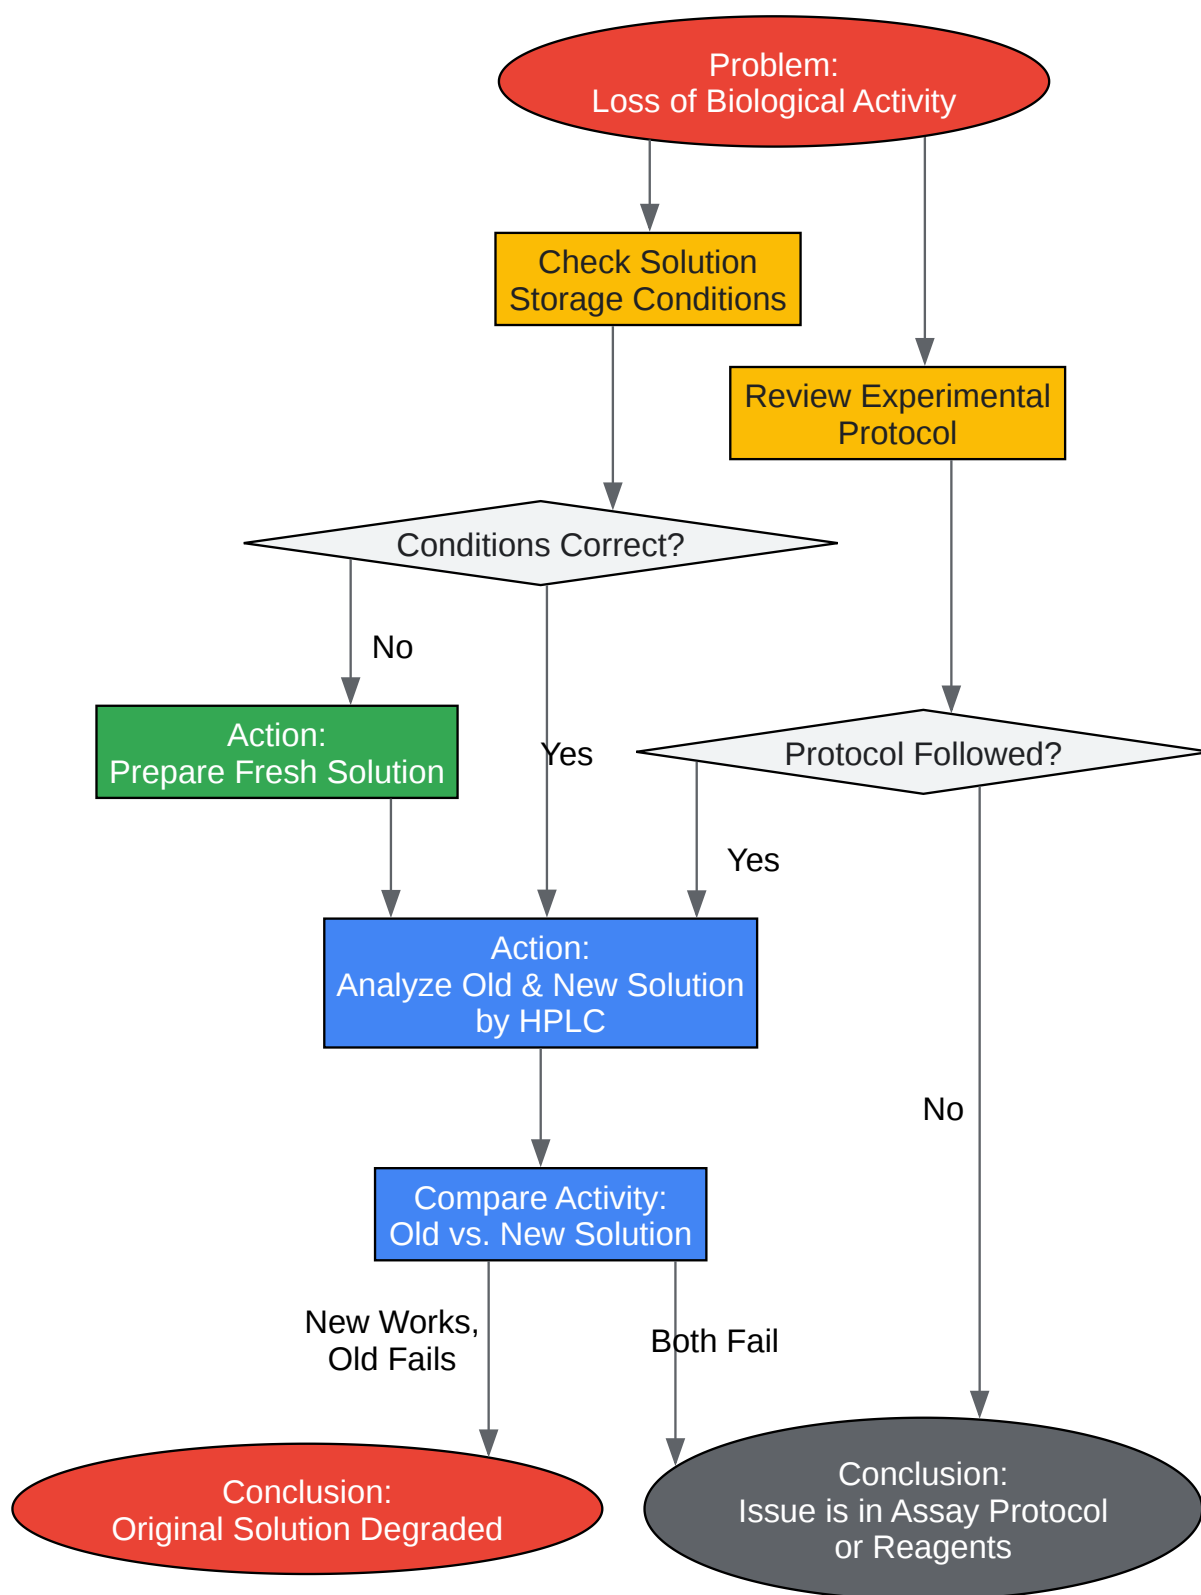 Problem:
Loss of Biological Activity
Check Solution
Storage Conditions
Review Experimental
Protocol
Conditions Correct?
No
Action:
Prepare Fresh Solution
Yes
Protocol Followed?
Yes
Action:
Analyze Old & New Solution
by HPLC
No
Compare Activity:
Old vs. New Solution
New Works,
Old Fails
Both Fail
Conclusion:
Original Solution Degraded
Conclusion:
Issue is in Assay Protocol
or Reagents